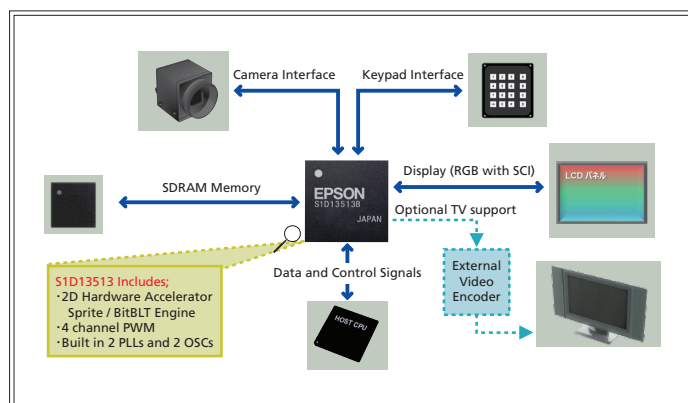 Camera Interface
Keypad Interface
SDRAM Memory
EPSON
S1D13513B
JAPAN
Display (RGB with SCI)
LCD パネル
Optional TV support
Data and Control Signals
External
Video
Encoder
HOST CPU
S1D13513 Includes;
・2D Hardware Accelerator
Sprite / BitBLT Engine
・4 channel PWM
・Built in 2 PLLs and 2 OSCs